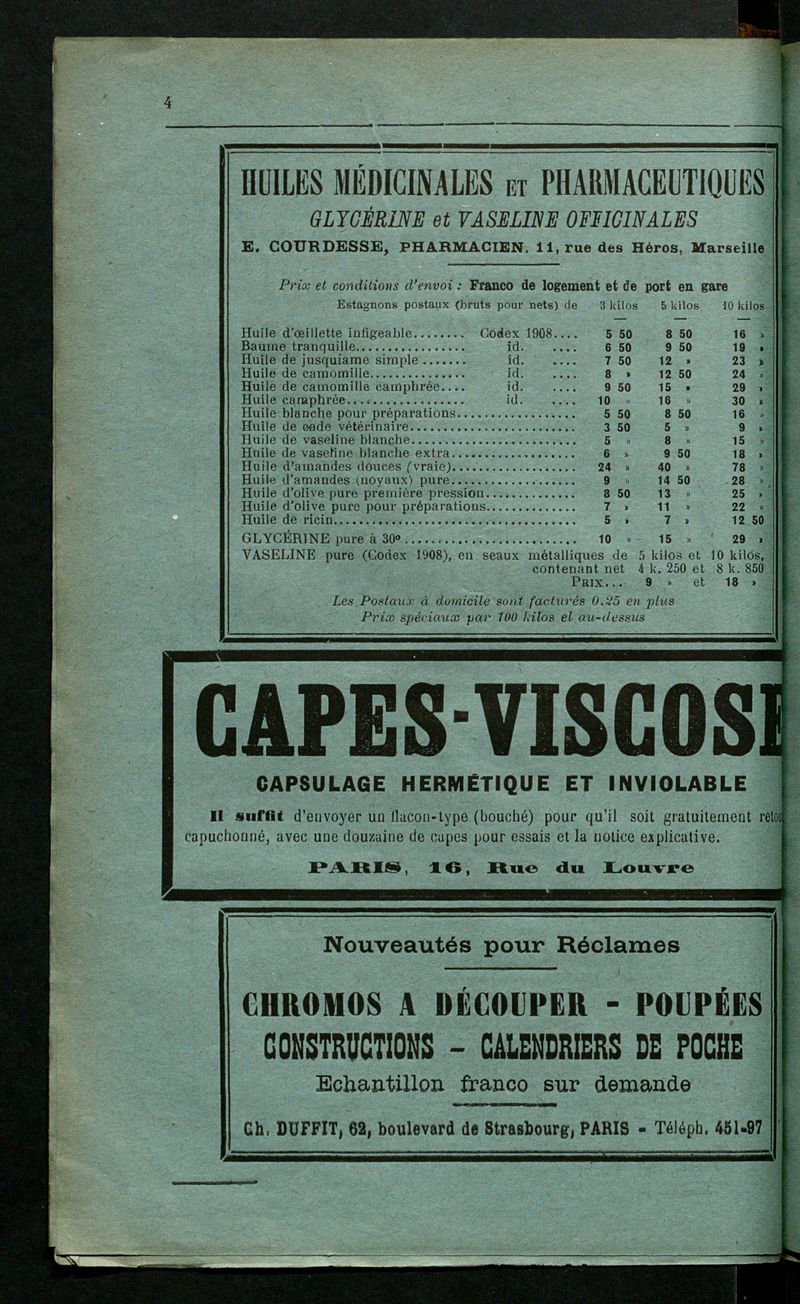 4
HUILES MÉDICINALES ET PHARMACEUTIQUES
GLYCÉRINE et VASELINE OFFICINALES
E. COURDESSE, PHARMACIEN, 11, rue des Héros, Marseille
Prix et conditions d'envoi : Franco de logement et de port en gare
Estagnons postaux (bruts pour nets) de 3 kilos 5 kilos 10 kilos
Huile d'œillette infigeable........ Codex 1908.... 5 50 8 50 16 »
Baume tranquille.................. id. .... 6 50 9 50 19 »
Huile de jusquiame simple....... id. .... 7 50 12 » 23 »
Huile de camomille............... id. .... 8 » 12 50 24 »
Huile de camomille camphrée.... id. .... 9 50 15 » 29 »
Huile camphrée................... id. .... 10 » 16 » 30 »
Huile blanche pour préparations................... 5 50 8 50 16 »
Huile de cade vétérinaire........................... 3 50 5 » 9 »
Huile de vaseline blanche........................... 5 » 8 » 15 »
Huile de vaseline blanche extra.................... 6 » 9 50 18 »
Huile d'amandes douces (vraie).................... 24 » 40 » 78 »
Huile d'amandes (noyaux) pure.................... 9 » 14 50 28 »
Huile d'olive pure première pression............... 8 50 13 » 25 »
Huile d'olive pure pour préparations............... 7 » 11 » 22 »
Huile de ricin....................................... 5 » 7 » 12 50
GLYCÉRINE pure à 30°............................ 10 » 15 » 29 »
VASELINE pure (Codex 1908), en seaux métalliques de 5 kilos et 10 kilos,
contenant net 4 k. 250 et 8 k. 850
PRIX... 9 » et 18 »
Les Postaux à domicile sont facturés 0.25 en plus
Prix spéciaux par 100 kilos et au-dessus
CAPES-VISCOSE
CAPSULAGE HERMÉTIQUE ET INVIOLABLE
Il suffit d'envoyer un flacon-type (bouché) pour qu'il soit gratuitement
capuchonné, avec une douzaine de capes pour essais et la notice explicative.
PARIS, 16, Rue du Louvre
Nouveautés pour Réclames
CHROMOS A DÉCOUPER - POUPÉES
CONSTRUCTIONS - CALENDRIERS DE POCHE
Echantillon franco sur demande
Ch. DUFFIT, 62, boulevard de Strasbourg, PARIS - Téléph. 451-97